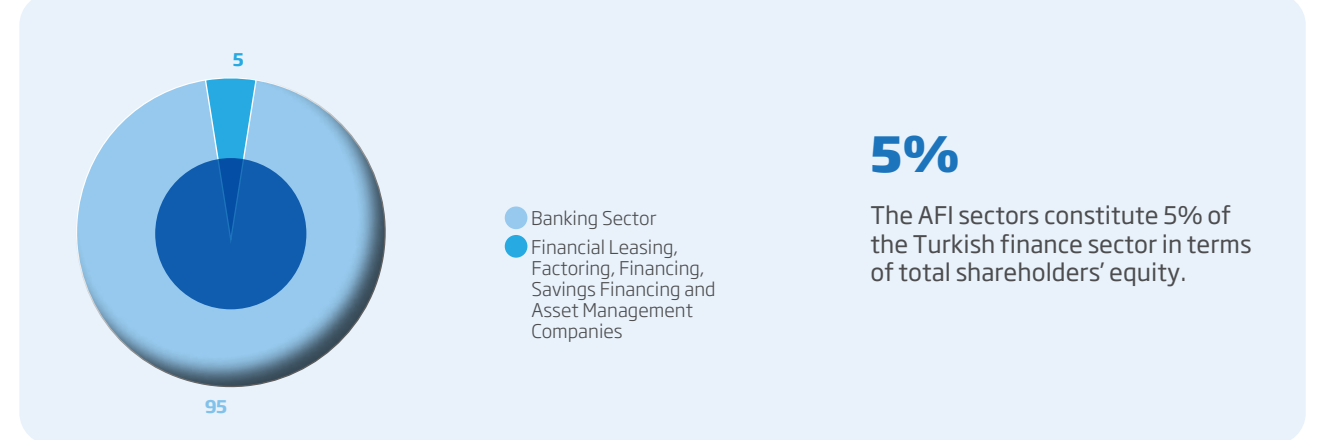 5
95
Banking Sector
Financial Leasing,
Factoring, Financing,
Savings Financing and
Asset Management
Companies
5%
The AFI sectors constitute 5% of
the Turkish finance sector in terms
of total shareholders’ equity.